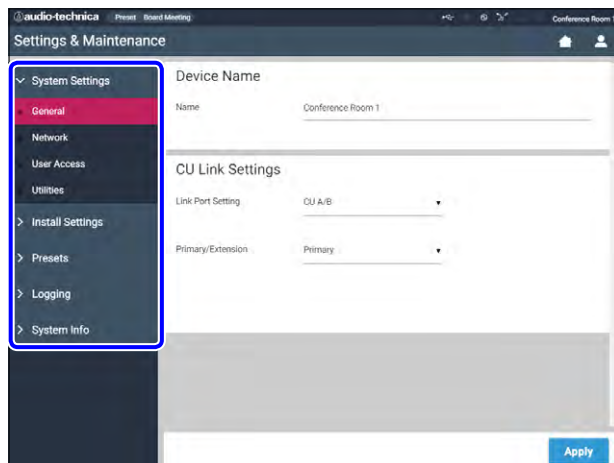 audio-technica Preset Board Meeting Conference Room 1
Settings & Maintenance
System Settings
General
Network
User Access
Utilities
Install Settings
Presets
Logging
System Info
Device Name
Name Conference Room 1
CU Link Settings
Link Port Setting CU A/B
Primary/Extension Primary
Apply